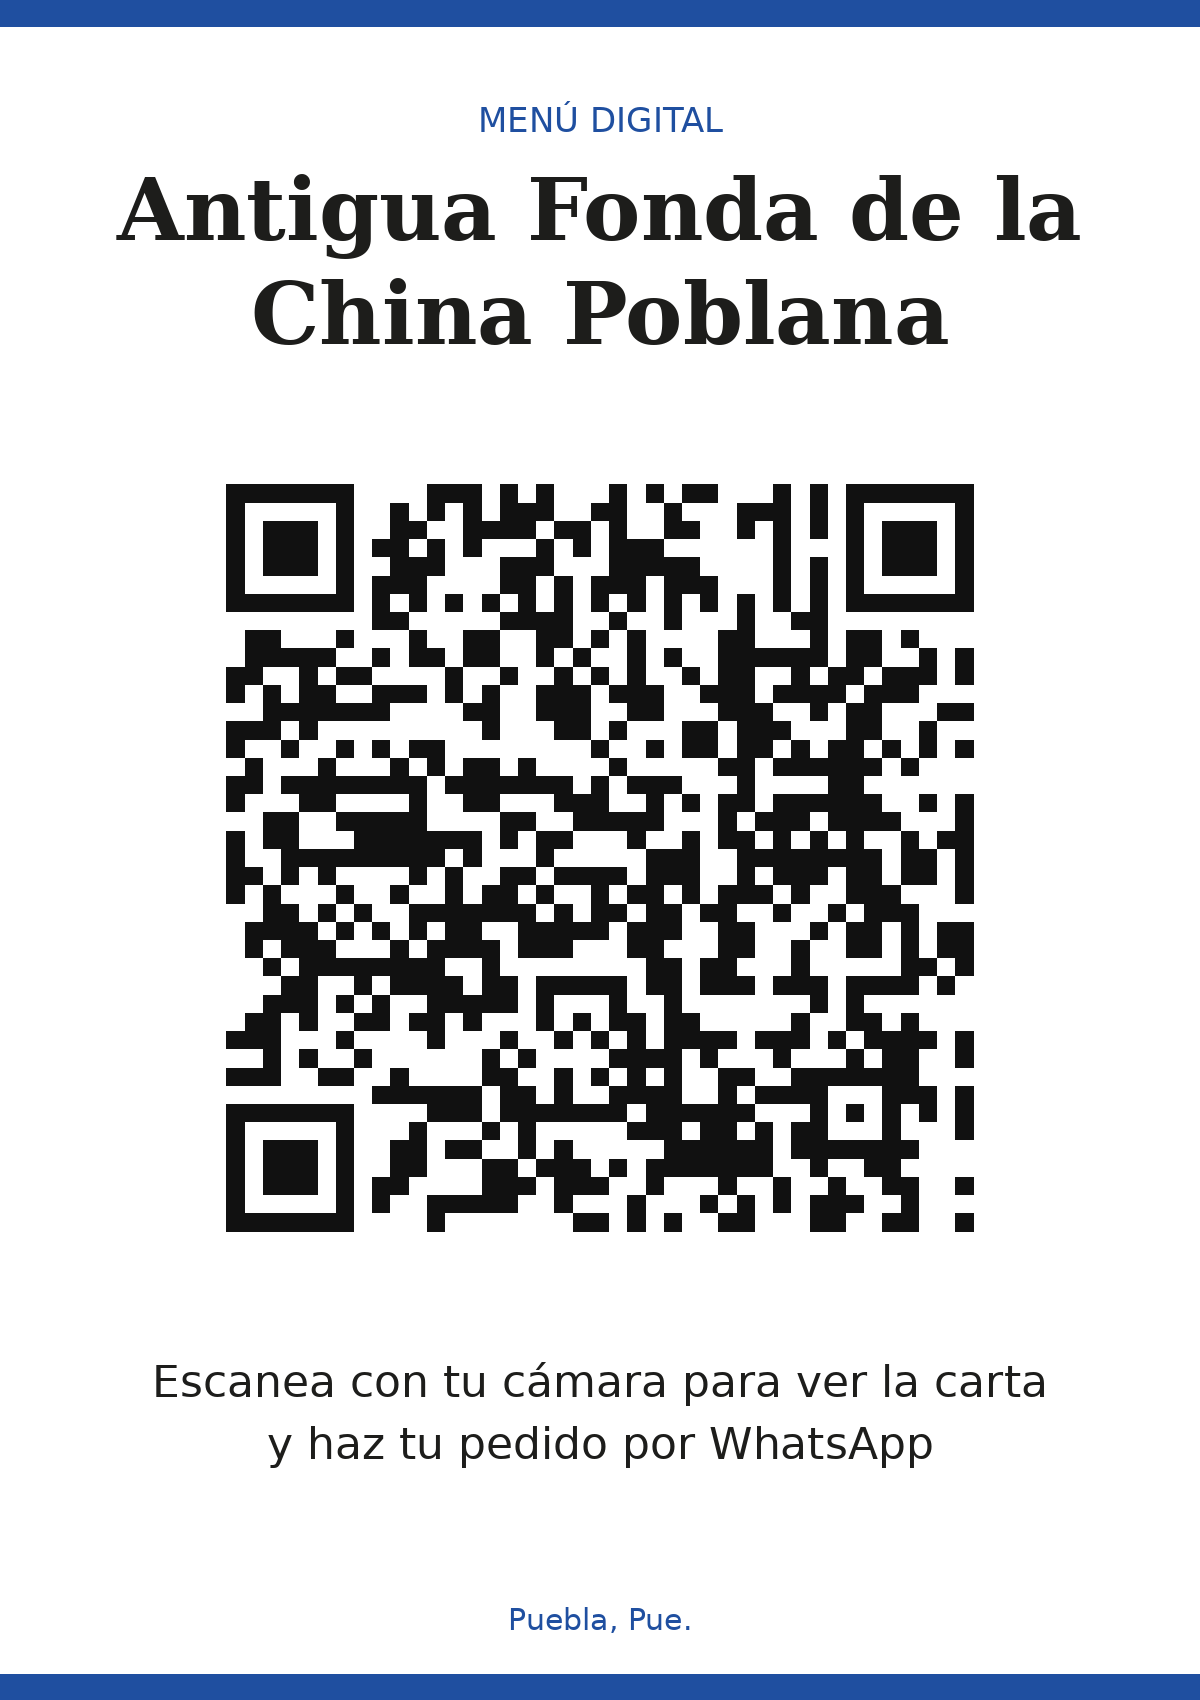 MENÚ DIGITAL
Antigua Fonda de la
China Poblana
Escanea con tu cámara para ver la carta
y haz tu pedido por WhatsApp
Puebla, Pue.